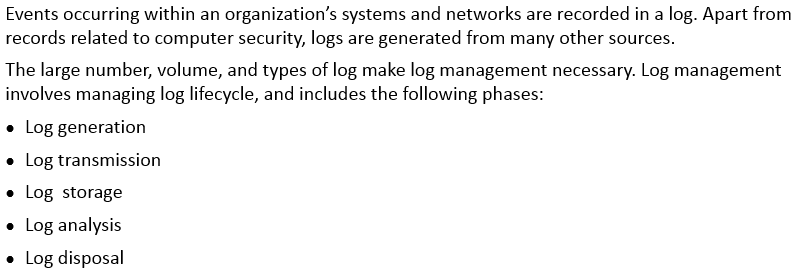 Events occurring within an organization’s systems and networks are recorded in a log. Apart from
records related to computer security, logs are generated from many other sources.
The large number, volume, and types of log make log management necessary. Log management
involves managing log lifecycle, and includes the following phases:
• Log generation
• Log transmission
• Log  storage
• Log analysis
• Log disposal